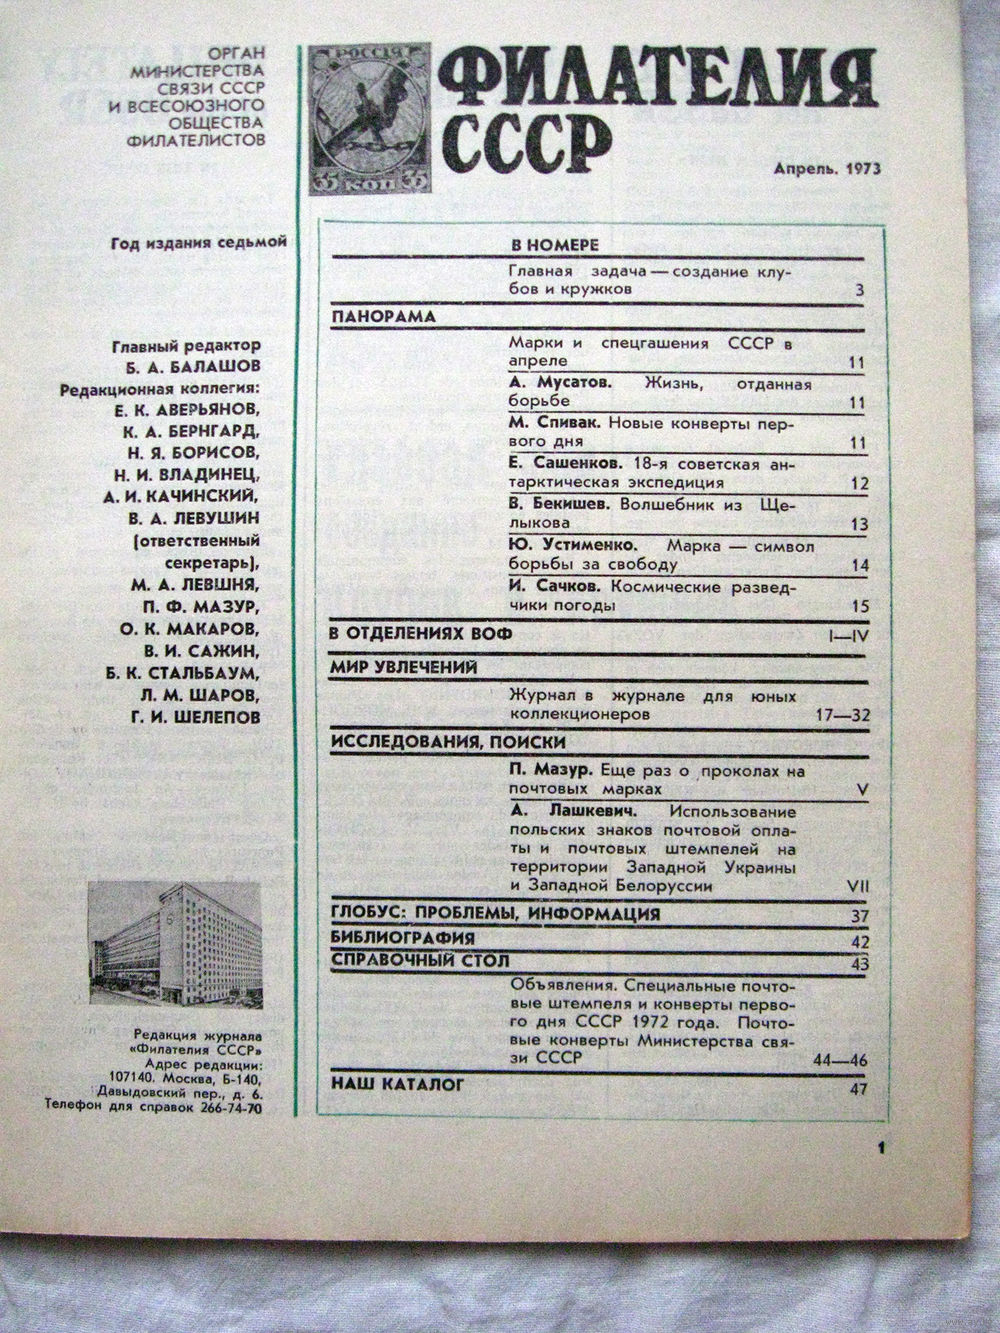 ОРГАН
МИНИСТЕРСТВА
СВЯЗИ СССР
И ВСЕСОЮЗНОГО
ОБЩЕСТВА
ФИЛАТЕЛИСТОВ
РОССIЯ
35 КОП 35
ФИЛАТЕЛИЯ
СССР
Апрель. 1973
Год издания седьмой
Главный редактор
Б. А. БАЛАШОВ
Редакционная коллегия:
Е. К. АВЕРЬЯНОВ,
К. А. БЕРНГАРД,
Н. Я. БОРИСОВ,
Н. И. ВЛАДИНЕЦ,
А. И. КАЧИНСКИЙ,
В. А. ЛЕВУШИН
(ответственный
секретарь),
М. А. ЛЕВШНЯ,
П. Ф. МАЗУР,
О. К. МАКАРОВ,
В. И. САЖИН,
Б. К. СТАЛЬБАУМ,
Л. М. ШАРОВ,
Г. И. ШЕЛЕПОВ
Редакция журнала
«Филателия СССР»
Адрес редакции:
107140. Москва, Б-140,
Давыдовский пер., д. 6.
Телефон для справок 266-74-70
В НОМЕРЕ
Главная задача — создание клу-
бов и кружков 3
ПАНОРАМА
Марки и спецгашения СССР в
апреле 11
А. Мусатов. Жизнь, отданная
борьбе 11
М. Спивак. Новые конверты пер-
вого дня 11
Е. Сашенков. 18-я советская ан-
тарктическая экспедиция 12
В. Бекишев. Волшебник из Ще-
лыкова 13
Ю. Устименко. Марка — символ
борьбы за свободу 14
И. Сачков. Космические развед-
чики погоды 15
В ОТДЕЛЕНИЯХ ВОФ I—IV
МИР УВЛЕЧЕНИЙ
Журнал в журнале для юных
коллекционеров 17—32
ИССЛЕДОВАНИЯ, ПОИСКИ
П. Мазур. Еще раз о проколах на
почтовых марках V
А. Лашкевич. Использование
польских знаков почтовой опла-
ты и почтовых штемпелей на
территории Западной Украины
и Западной Белоруссии VII
ГЛОБУС: ПРОБЛЕМЫ, ИНФОРМАЦИЯ 37
БИБЛИОГРАФИЯ 42
СПРАВОЧНЫЙ СТОЛ 43
Объявления. Специальные почто-
вые штемпеля и конверты перво-
го дня СССР 1972 года. Почто-
вые конверты Министерства свя-
зи СССР 44—46
НАШ КАТАЛОГ 47
1